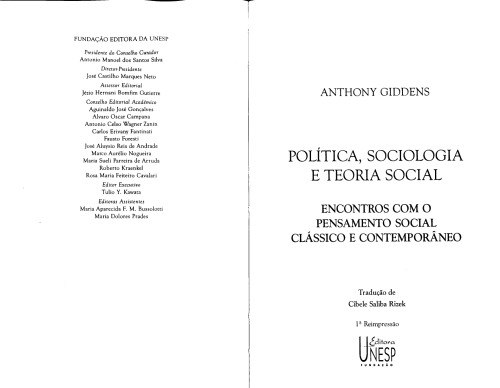 FUNDAÇÃO EDITORA DA UNESP
Presidente do Conselho Curador
Antonio Manoel dos Santos Silva
Diretor-Presidente
José Castilho Marques Neto
Assessor Editorial
Jézio Hernani Bomfim Gutierre
Conselho Editorial Acadêmico
Aguinaldo José Gonçalves
Alvaro Oscar Campana
Antonio Celso Wagner Zanin
Carlos Erivany Fantinati
Fausto Foresti
José Aluysio Reis de Andrade
Marco Aurélio Nogueira
Maria Sueli Parreira de Arruda
Roberto Kraenkel
Rosa Maria Feiteiro Cavalari
Editor Executivo
Tulio Y. Kawata
Editoras Assistentes
Maria Aparecida F. M. Bussolotti
Maria Dolores Prades
ANTHONY GIDDENS
POLÍTICA, SOCIOLOGIA
E TEORIA SOCIAL
ENCONTROS COM O
PENSAMENTO SOCIAL
CLÁSSICO E CONTEMPORÂNEO
Tradução de
Cibele Saliba Rizek
1ª Reimpressão
Editora
UNESP
FUNDAÇÃO